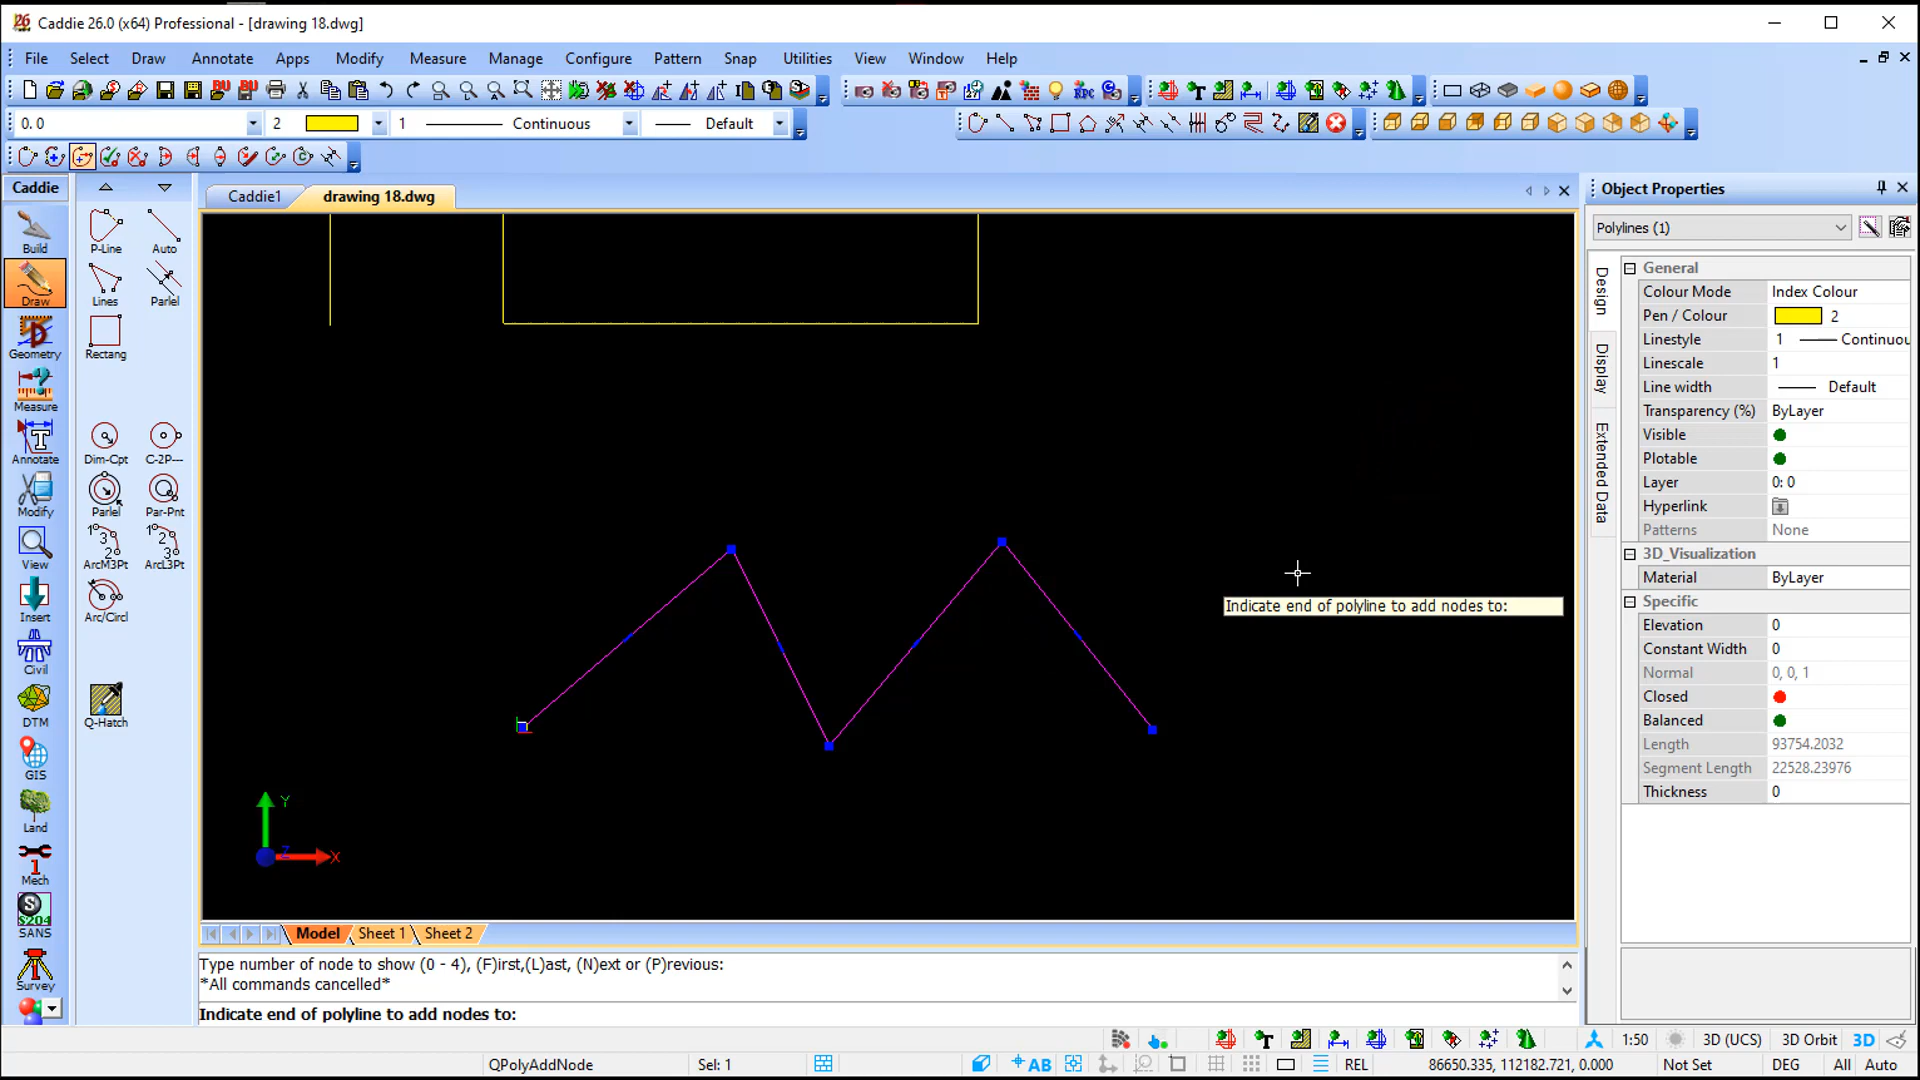 Caddie 26.0 (x64) Professional - [drawing 18.dwg]
File Select Draw Annotate Apps Modify Measure Manage Configure Pattern Snap Utilities View Window Help
0. 0 2 1 Continuous Default
Caddie
Build
Draw
Geometry
Measure
Annotate
Modify
View
Insert
Civil
DTM
GIS
Land
Mech
S204
SANS
Survey
P-Line Auto
Lines Parlel
Rectang
Dim-Cpt C-2P---
Parlel Par-Pnt
ArcM3Pt ArcL3Pt
Arc/Circl
Q-Hatch
Caddie1 drawing 18.dwg
Indicate end of polyline to add nodes to:
Y
Z X
Model Sheet 1 Sheet 2
Type number of node to show (0 - 4), (F)irst,(L)ast, (N)ext or (P)revious:
*All commands cancelled*
Indicate end of polyline to add nodes to:
Object Properties
Polylines (1)
Design
Display
Extended Data
General
Colour Mode Index Colour
Pen / Colour 2
Linestyle 1 Continuou
Linescale 1
Line width Default
Transparency (%) ByLayer
Visible
Plotable
Layer 0: 0
Hyperlink
Patterns None
3D_Visualization
Material ByLayer
Specific
Elevation 0
Constant Width 0
Normal 0, 0, 1
Closed
Balanced
Length 93754.2032
Segment Length 22528.23976
Thickness 0
1:50 3D (UCS) 3D Orbit 3D
QPolyAddNode Sel: 1 AB REL 86650.335, 112182.721, 0.000 Not Set DEG All Auto